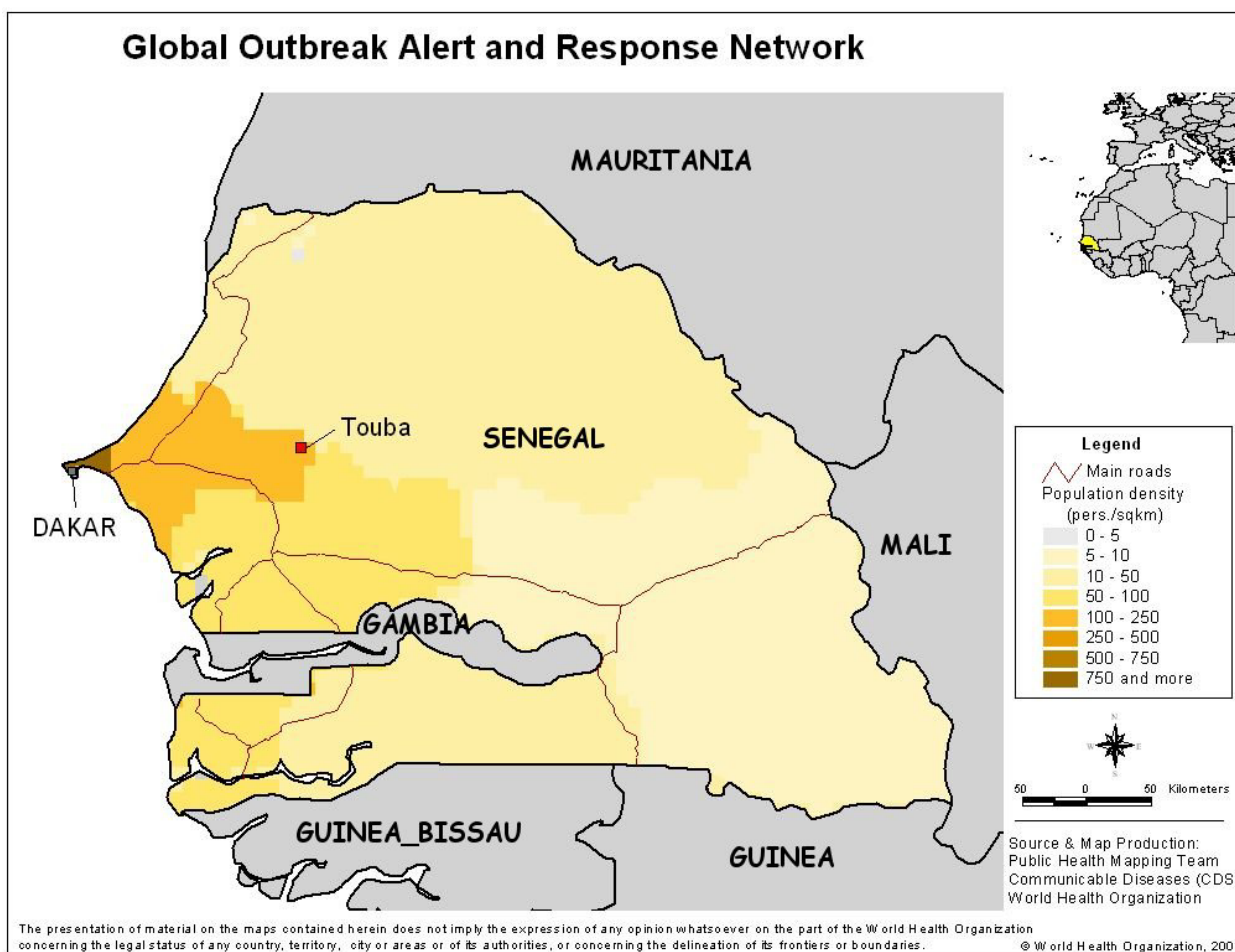 Global Outbreak Alert and Response Network
MAURITANIA
Touba
SENEGAL
DAKAR
MALI
GAMBIA
GUINEA_BISSAU
GUINEA
Legend
Main roads
Population density
(pers./sqkm)
0 - 5
5 - 10
10 - 50
50 - 100
100 - 250
250 - 500
500 - 750
750 and more
N
W E
S
50 0 50 Kilometers
Source & Map Production:
Public Health Mapping Team
Communicable Diseases (CDS
World Health Organization
The presentation of material on the maps contained herein does not imply the expression of any opinion whatsoever on the part of the World Health Organization
concerning the legal status of any country, territory, city or areas or of its authorities, or concerning the delineation of its frontiers or boundaries.
© World Health Organization, 200